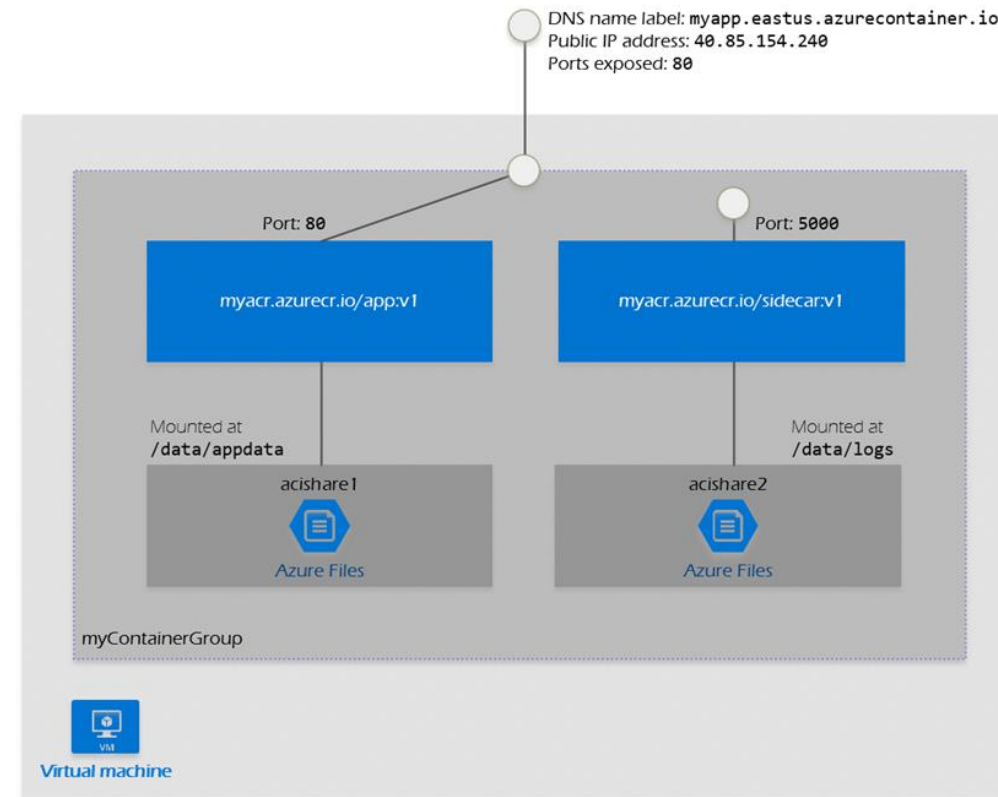 DNS name label: myapp.eastus.azurecontainer.io
Public IP address: 40.85.154.240
Ports exposed: 80
Port: 80
Port: 5000
myacr.azurecr.io/app:v1
myacr.azurecr.io/sidecar:v1
Mounted at
/data/appdata
Mounted at
/data/logs
acishare1
Azure Files
acishare2
Azure Files
myContainerGroup
VM
Virtual machine